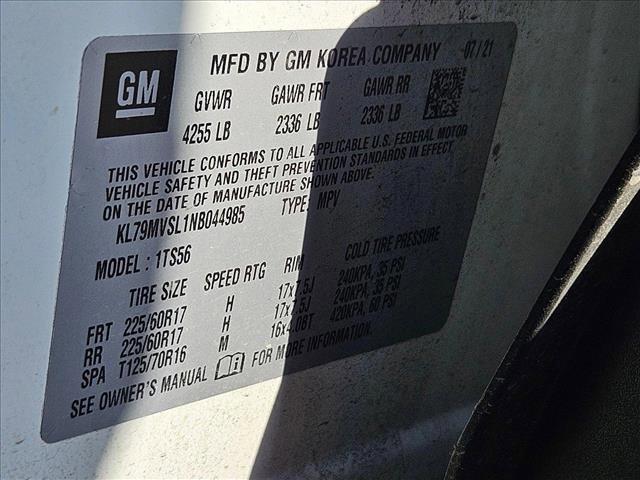 GM
MFD BY GM KOREA COMPANY 07/21
GVWR GAWR FRT GAWR RR
4255 LB 2336 LB 2336 LB
THIS VEHICLE CONFORMS TO ALL APPLICABLE U.S. FEDERAL MOTOR
VEHICLE SAFETY AND THEFT PREVENTION STANDARDS IN EFFECT
ON THE DATE OF MANUFACTURE SHOWN ABOVE.
KL79MVSL1NB044985 TYPE: MPV
MODEL : 1TS56
TIRE SIZE SPEED RTG RIM COLD TIRE PRESSURE
FRT 225/60R17 H 17x7.5J 240KPA, 35 PSI
RR 225/60R17 H 17x7.5J 240KPA, 35 PSI
SPA T125/70R16 M 16x4.0BT 420KPA, 60 PSI
SEE OWNER'S MANUAL FOR MORE INFORMATION.